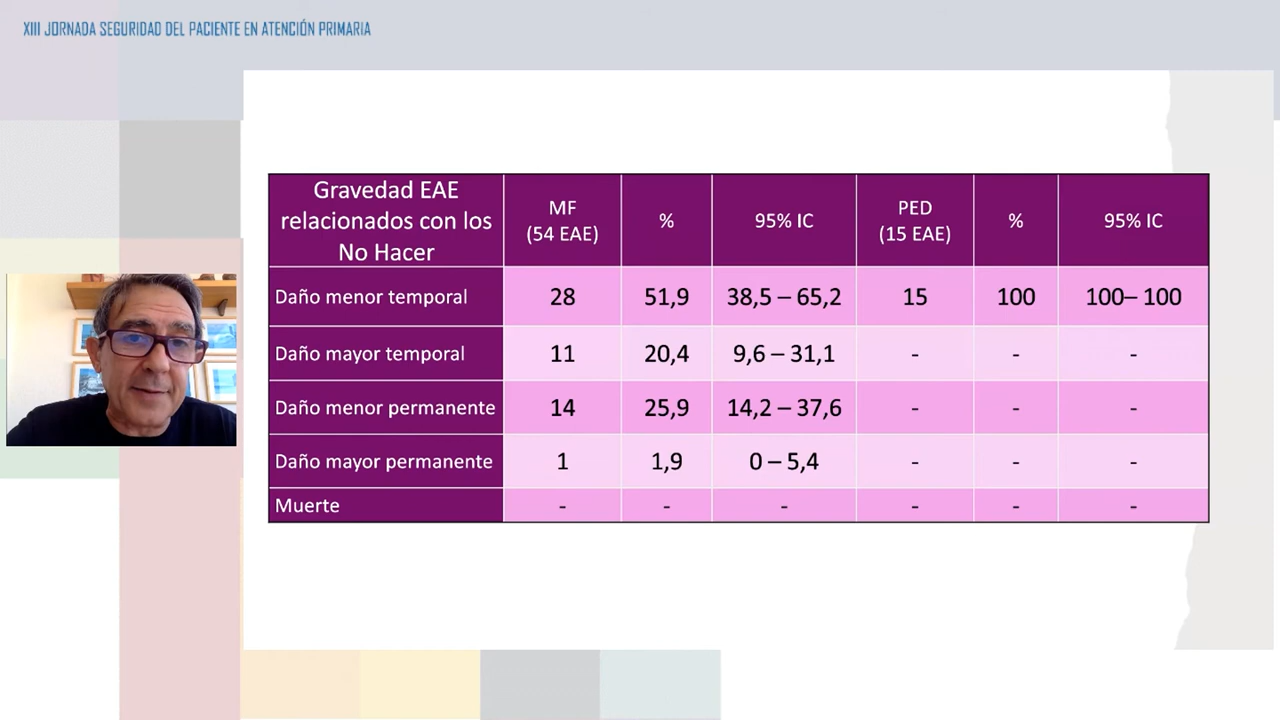 XIII JORNADA SEGURIDAD DEL PACIENTE EN ATENCIÓN PRIMARIA
Gravedad EAE
relacionados con los
No Hacer
MF
(54 EAE)
%
95% IC
PED
(15 EAE)
%
95% IC
Daño menor temporal
28
51,9
38,5 – 65,2
15
100
100– 100
Daño mayor temporal
11
20,4
9,6 – 31,1
-
-
-
Daño menor permanente
14
25,9
14,2 – 37,6
-
-
-
Daño mayor permanente
1
1,9
0 – 5,4
-
-
-
Muerte
-
-
-
-
-
-